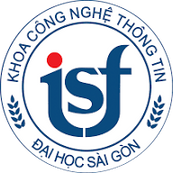 KHOA CÔNG NGHỆ THÔNG TIN
isf
ĐẠI HỌC SÀI GÒN